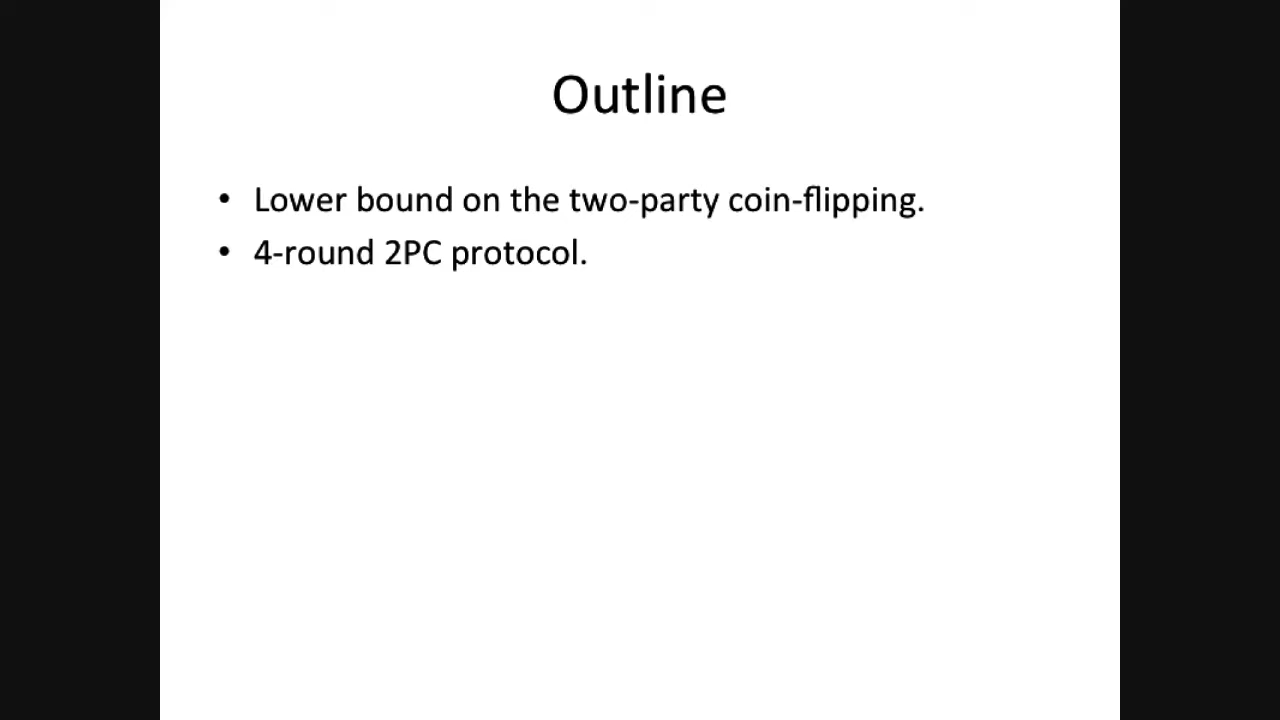 Outline
• Lower bound on the two-party coin-flipping.
• 4-round 2PC protocol.